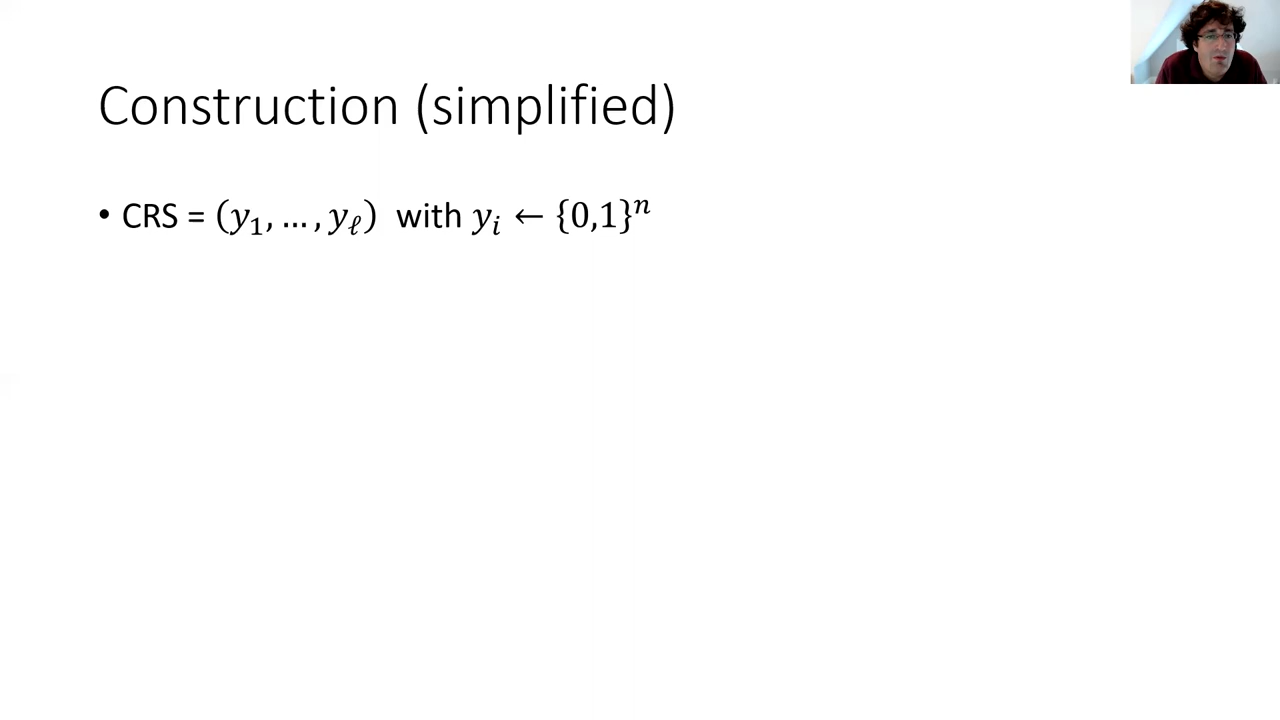 Construction (simplified)
• CRS = (y₁, … , y_ℓ) with yᵢ ← {0,1}ⁿ